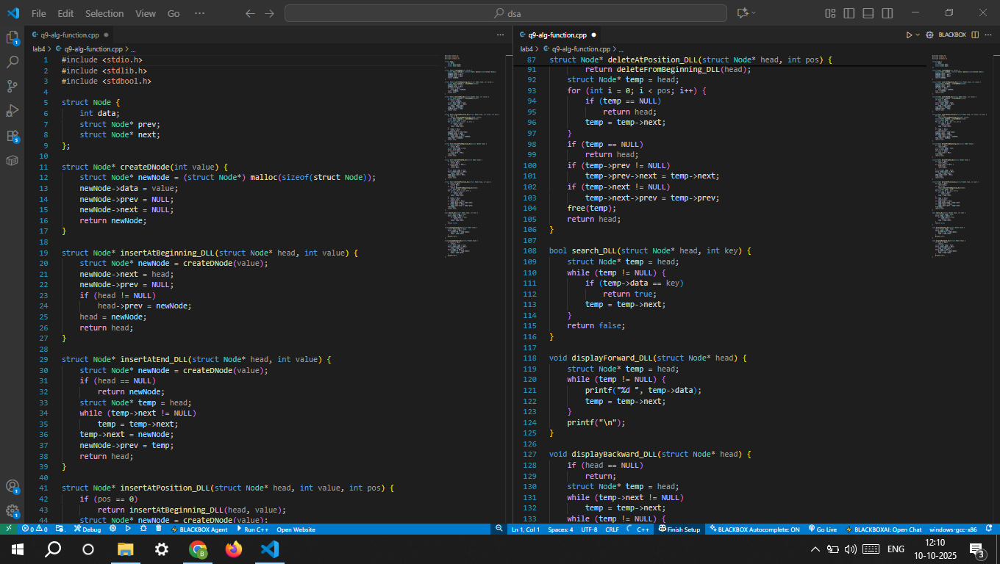 File Edit Selection View Go ··· dsa
q9-alg-function.cpp
lab4 > q9-alg-function.cpp > ...
1 #include <stdio.h>
2 #include <stdlib.h>
3 #include <stdbool.h>
4
5 struct Node {
6 int data;
7 struct Node* prev;
8 struct Node* next;
9 };
10
11 struct Node* createDNode(int value) {
12 struct Node* newNode = (struct Node*) malloc(sizeof(struct Node));
13 newNode->data = value;
14 newNode->prev = NULL;
15 newNode->next = NULL;
16 return newNode;
17 }
18
19 struct Node* insertAtBeginning_DLL(struct Node* head, int value) {
20 struct Node* newNode = createDNode(value);
21 newNode->next = head;
22 newNode->prev = NULL;
23 if (head != NULL)
24 head->prev = newNode;
25 head = newNode;
26 return head;
27 }
28
29 struct Node* insertAtEnd_DLL(struct Node* head, int value) {
30 struct Node* newNode = createDNode(value);
31 if (head == NULL)
32 return newNode;
33 struct Node* temp = head;
34 while (temp->next != NULL)
35 temp = temp->next;
36 temp->next = newNode;
37 newNode->prev = temp;
38 return head;
39 }
40
41 struct Node* insertAtPosition_DLL(struct Node* head, int value, int pos) {
42 if (pos == 0)
43 return insertAtBeginning_DLL(head, value);
44 struct Node* newNode = createDNode(value);
q9-alg-function.cpp BLACKBOX
lab4 > q9-alg-function.cpp > ...
87 struct Node* deleteAtPosition_DLL(struct Node* head, int pos) {
91 return deleteFromBeginning_DLL(head);
92 struct Node* temp = head;
93 for (int i = 0; i < pos; i++) {
94 if (temp == NULL)
95 return head;
96 temp = temp->next;
97 }
98 if (temp == NULL)
99 return head;
100 if (temp->prev != NULL)
101 temp->prev->next = temp->next;
102 if (temp->next != NULL)
103 temp->next->prev = temp->prev;
104 free(temp);
105 return head;
106 }
107
108 bool search_DLL(struct Node* head, int key) {
109 struct Node* temp = head;
110 while (temp != NULL) {
111 if (temp->data == key)
112 return true;
113 temp = temp->next;
114 }
115 return false;
116 }
117
118 void displayForward_DLL(struct Node* head) {
119 struct Node* temp = head;
120 while (temp != NULL) {
121 printf("%d ", temp->data);
122 temp = temp->next;
123 }
124 printf("\n");
125 }
126
127 void displayBackward_DLL(struct Node* head) {
128 if (head == NULL)
129 return;
130 struct Node* temp = head;
131 while (temp->next != NULL)
132 temp = temp->next;
133 while (temp != NULL) {
0 0 Debug BLACKBOX Agent Run C++ Open Website Ln 1, Col 1 Spaces: 4 UTF-8 CRLF C++ Finish Setup BLACKBOX Autocomplete: ON Go Live BLACKBOXAI: Open Chat windows-gcc-x86
ENG
12:10
10-10-2025
3